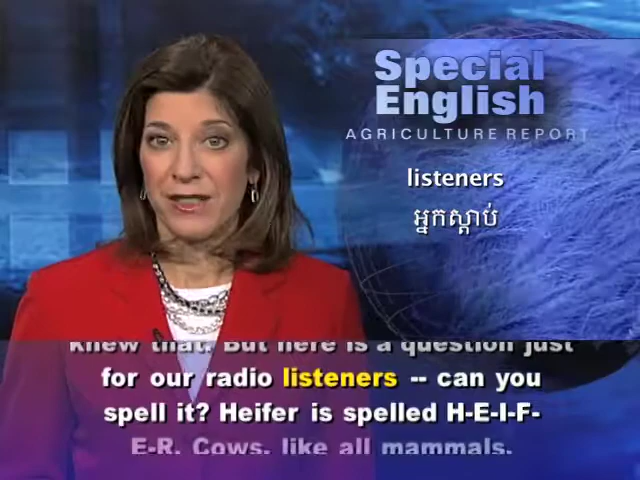 Special
English
AGRICULTURE REPORT
listeners
អ្នកស្តាប់
knew that. But here is a question just
for our radio listeners -- can you
spell it? Heifer is spelled H-E-I-F-
E-R. Cows, like all mammals,